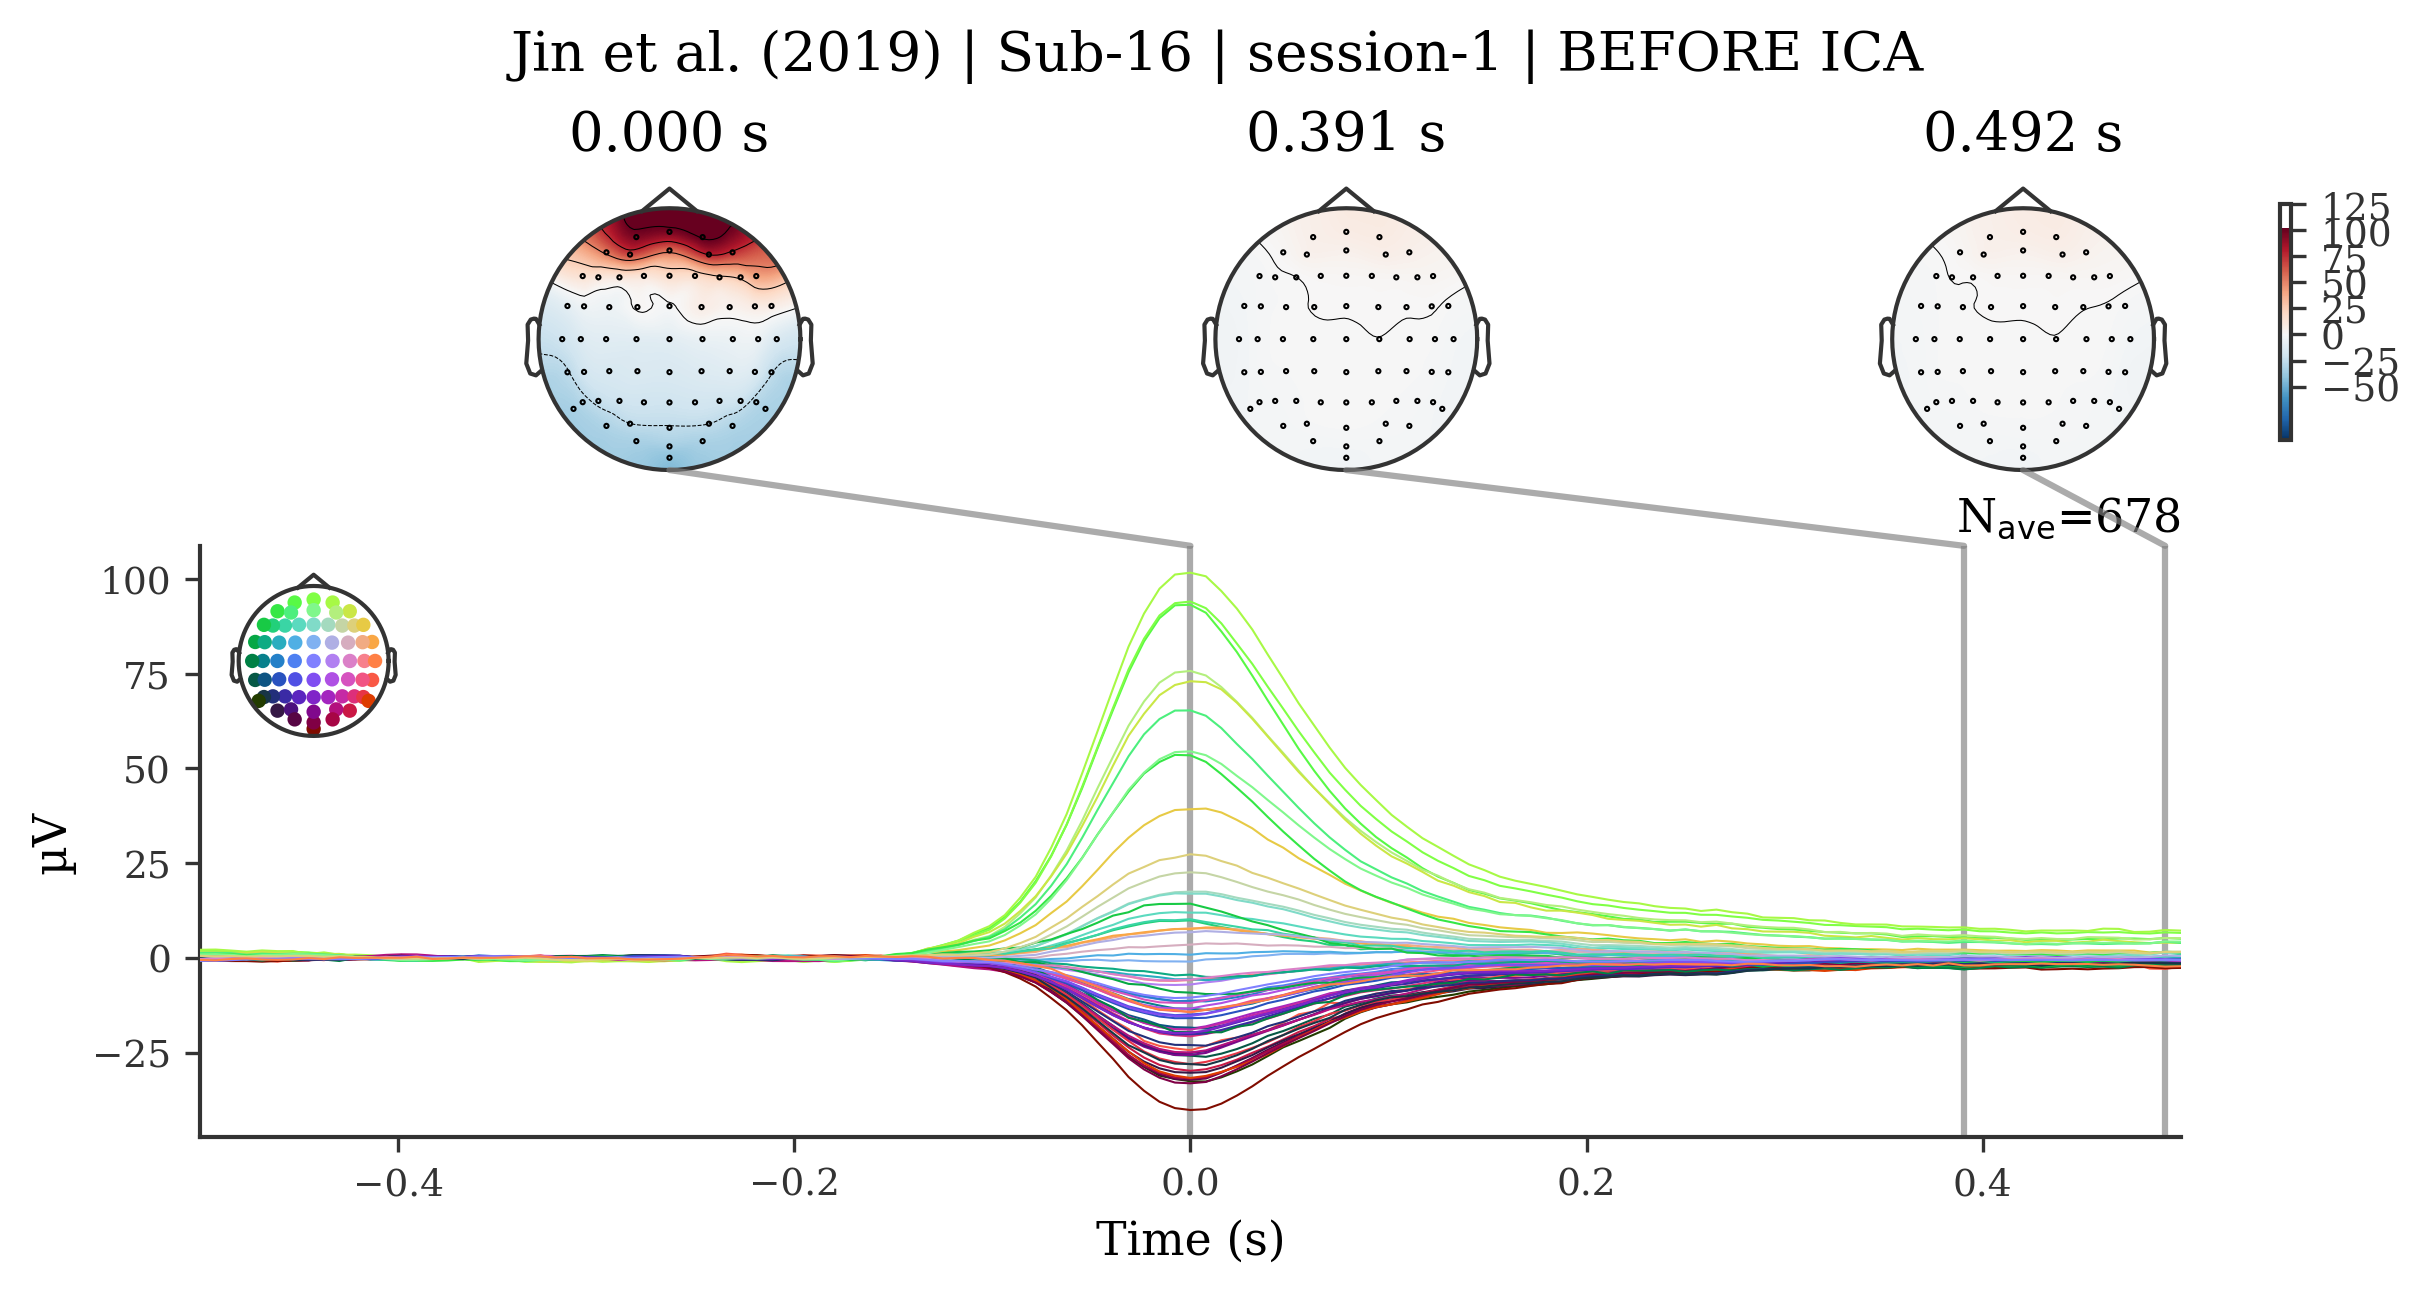 Jin et al. (2019) | Sub-16 | session-1 | BEFORE ICA
0.000 s
0.391 s
0.492 s
125
100
75
50
25
0
−25
−50
N_ave=678
100
75
50
25
0
−25
µV
−0.4
−0.2
0.0
0.2
0.4
Time (s)